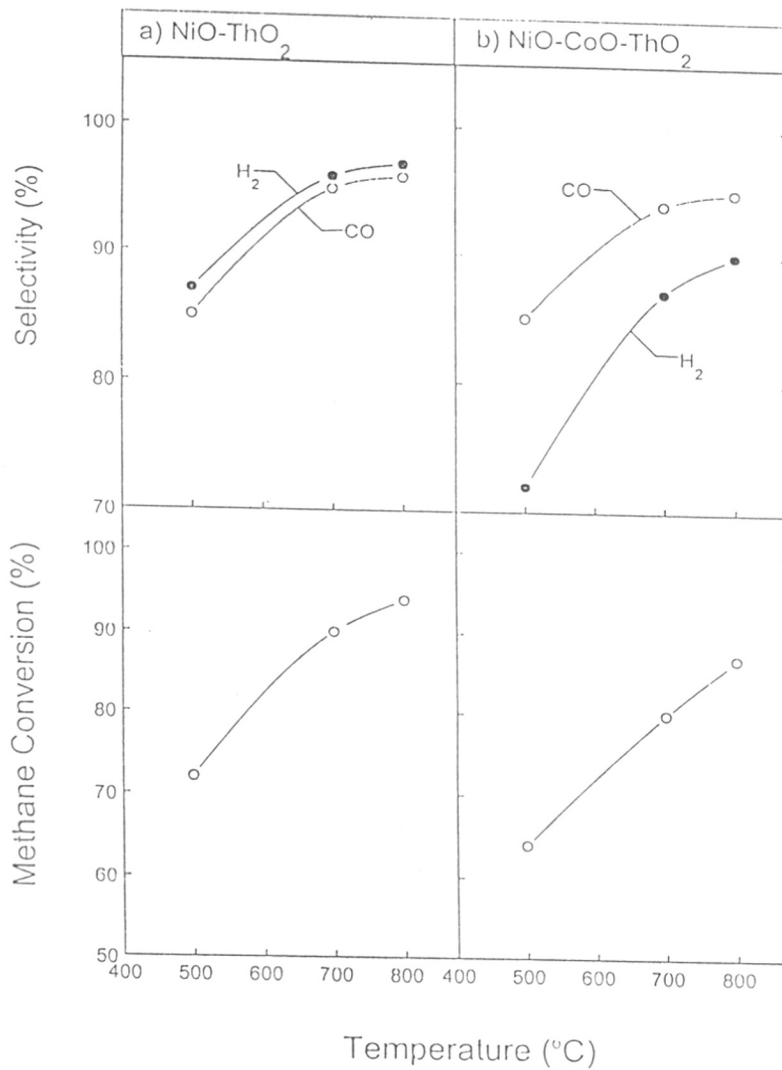 a) NiO-ThO2
b) NiO-CoO-ThO2
Selectivity (%)
100
90
80
70
H2
CO
CO
H2
Methane Conversion (%)
100
90
80
70
60
50
400 500 600 700 800 400 500 600 700 800
Temperature (°C)